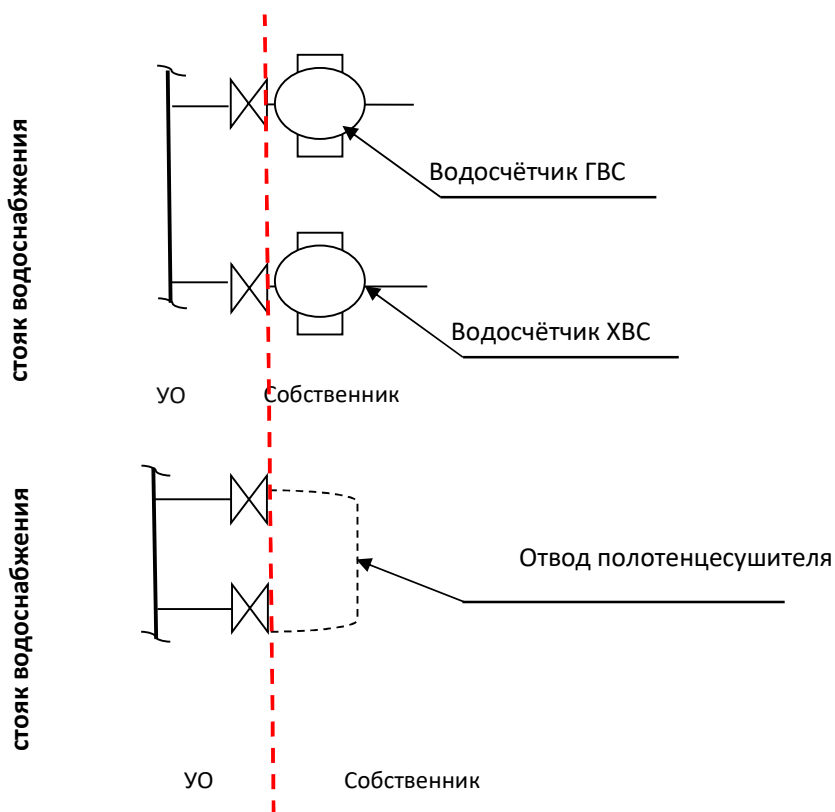 стояк водоснабжения
Водосчётчик ГВС
Водосчётчик ХВС
УО
Собственник
стояк водоснабжения
Отвод полотенцесушителя
УО
Собственник